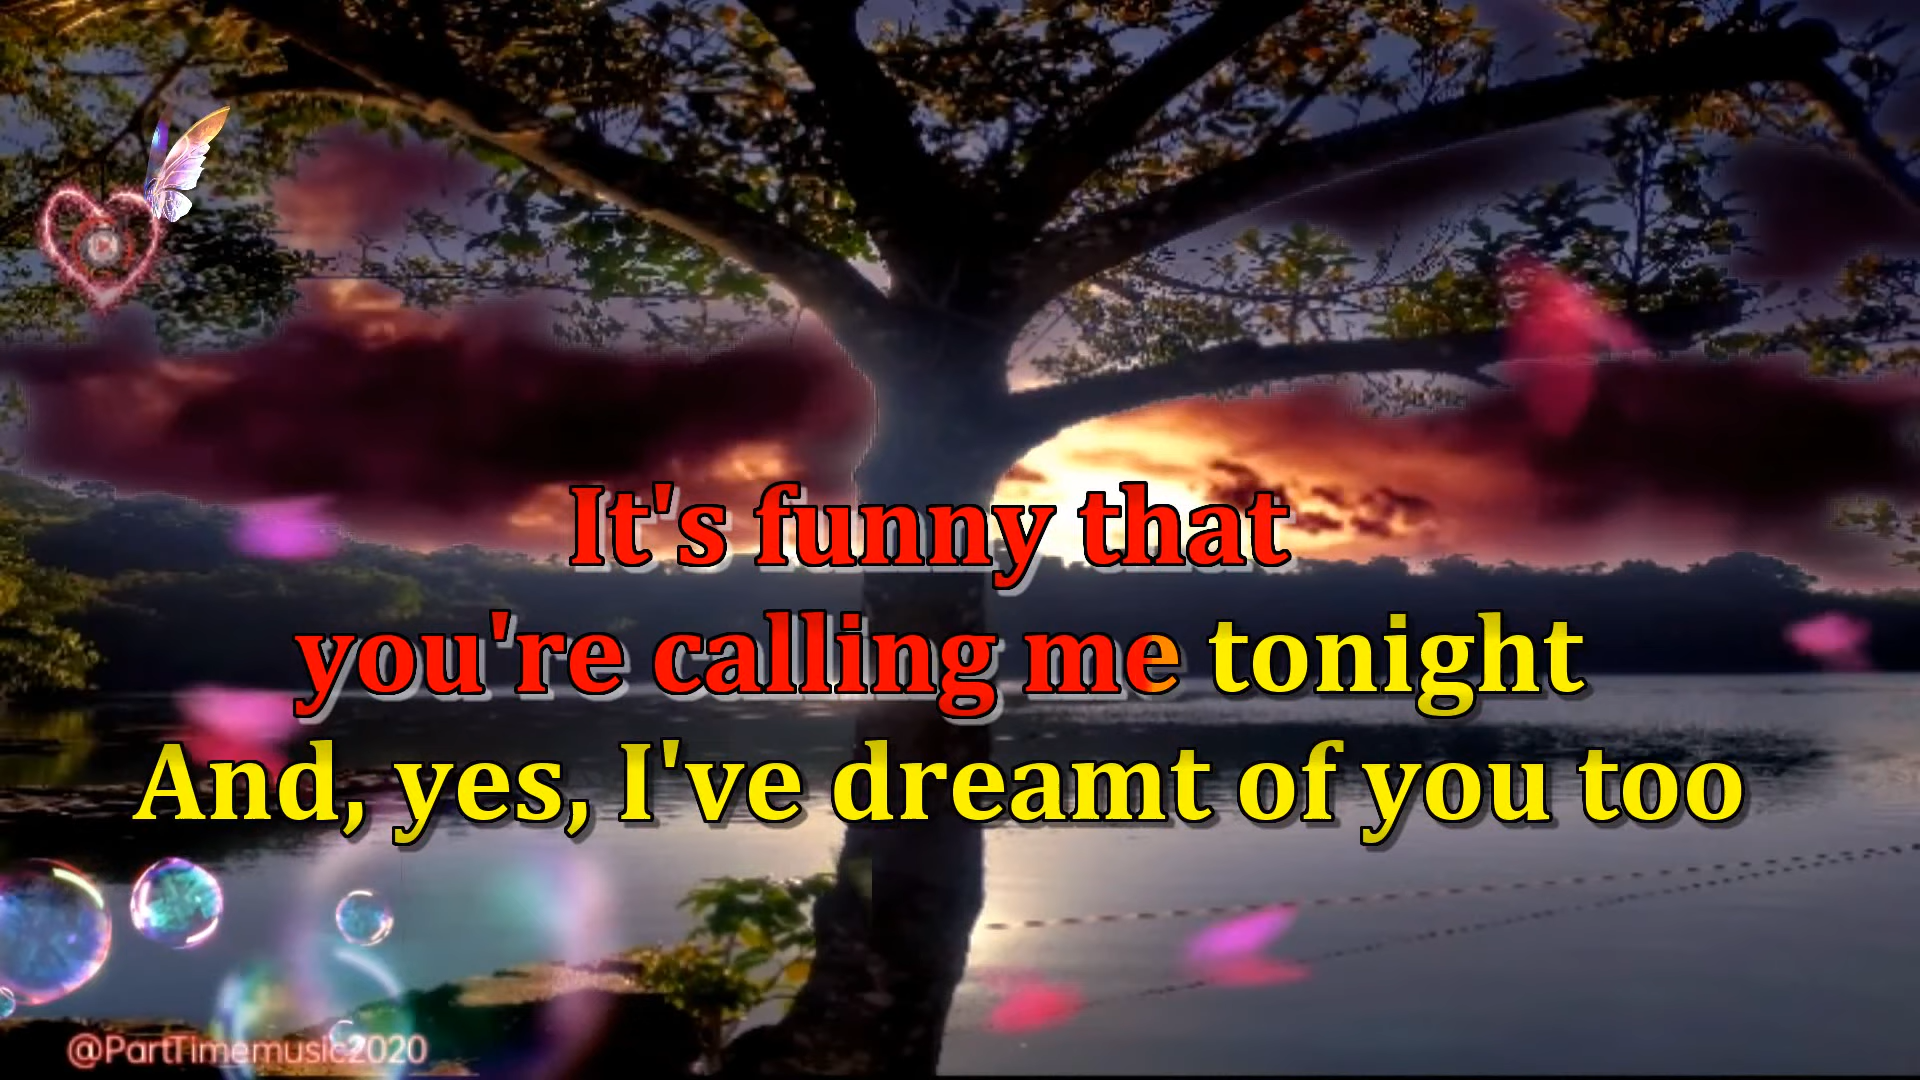 It's funny that
you're calling me tonight
And, yes, I've dreamt of you too
@PartTimemusic2020